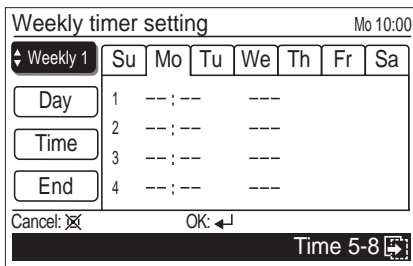 Weekly timer setting Mo 10:00
Weekly 1 Su Mo Tu We Th Fr Sa
Day 1 --:-- ---
2 --:-- ---
Time
3 --:-- ---
End 4 --:-- ---
Cancel: OK:
Time 5-8